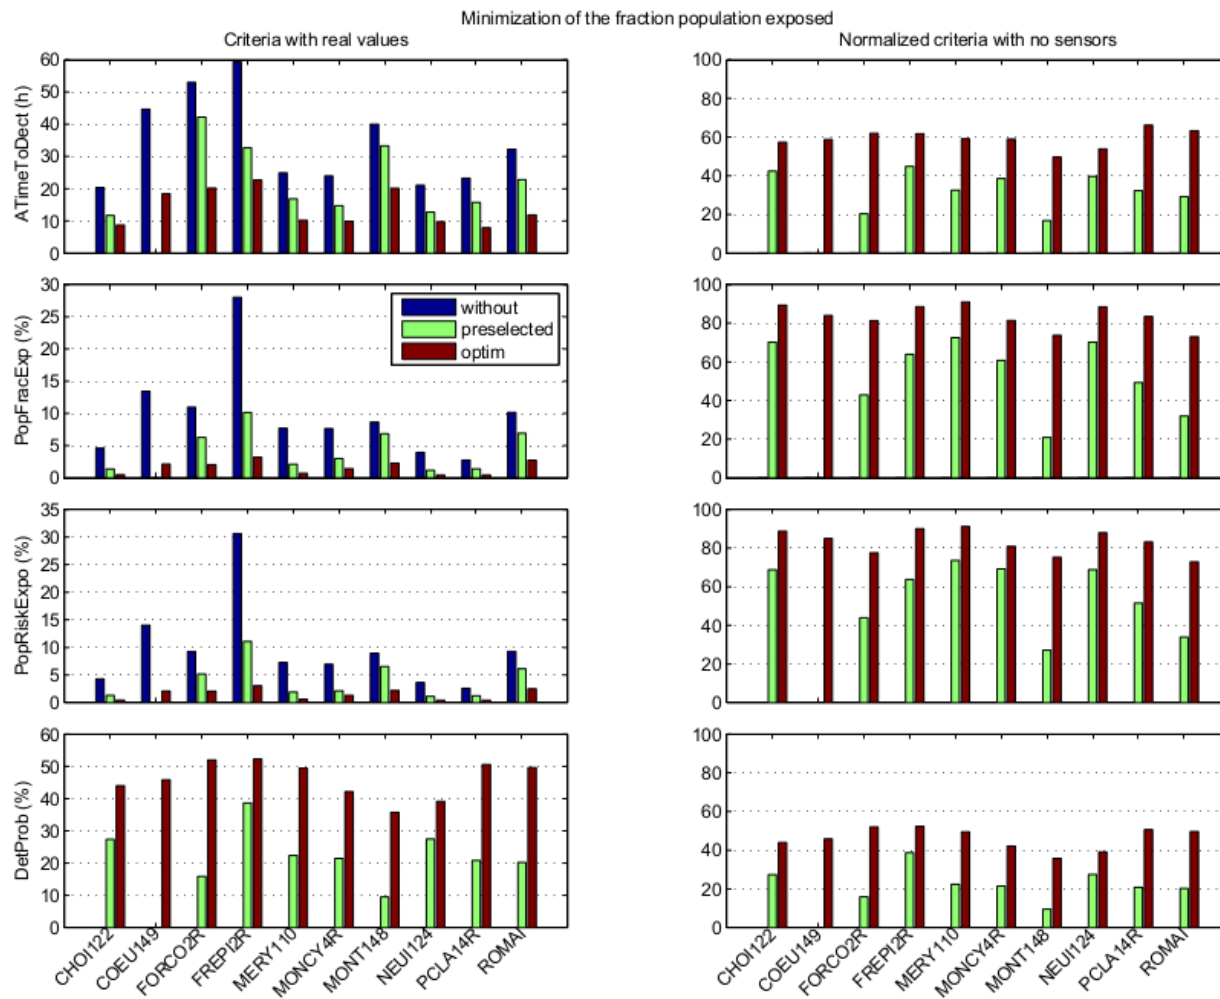 Minimization of the fraction population exposed
Criteria with real values
Normalized criteria with no sensors
ATimeToDect (h)
60
50
40
30
20
10
0
100
80
60
40
20
0
PopFracExp (%)
30
25
20
15
10
5
0
without
preselected
optim
100
80
60
40
20
0
PopRiskExpo (%)
35
30
25
20
15
10
5
0
100
80
60
40
20
0
DetProb (%)
60
50
40
30
20
10
0
100
80
60
40
20
0
CHOI122
COEU149
FORCO2R
FREPI2R
MERY110
MONCY4R
MONT148
NEUI124
PCLA14R
ROMAI
CHOI122
COEU149
FORCO2R
FREPI2R
MERY110
MONCY4R
MONT148
NEUI124
PCLA14R
ROMAI